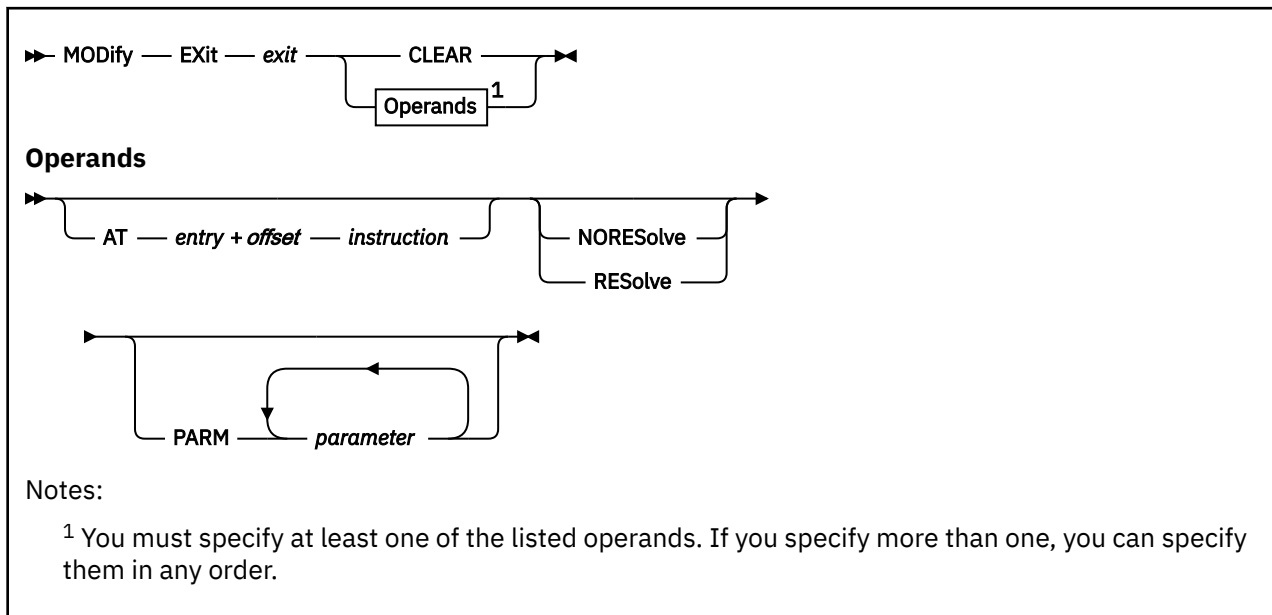 MODify EXit exit CLEAR
Operands 1
Operands
AT entry + offset instruction NORESolve
RESolve
PARM parameter
Notes:
1 You must specify at least one of the listed operands. If you specify more than one, you can specify
them in any order.